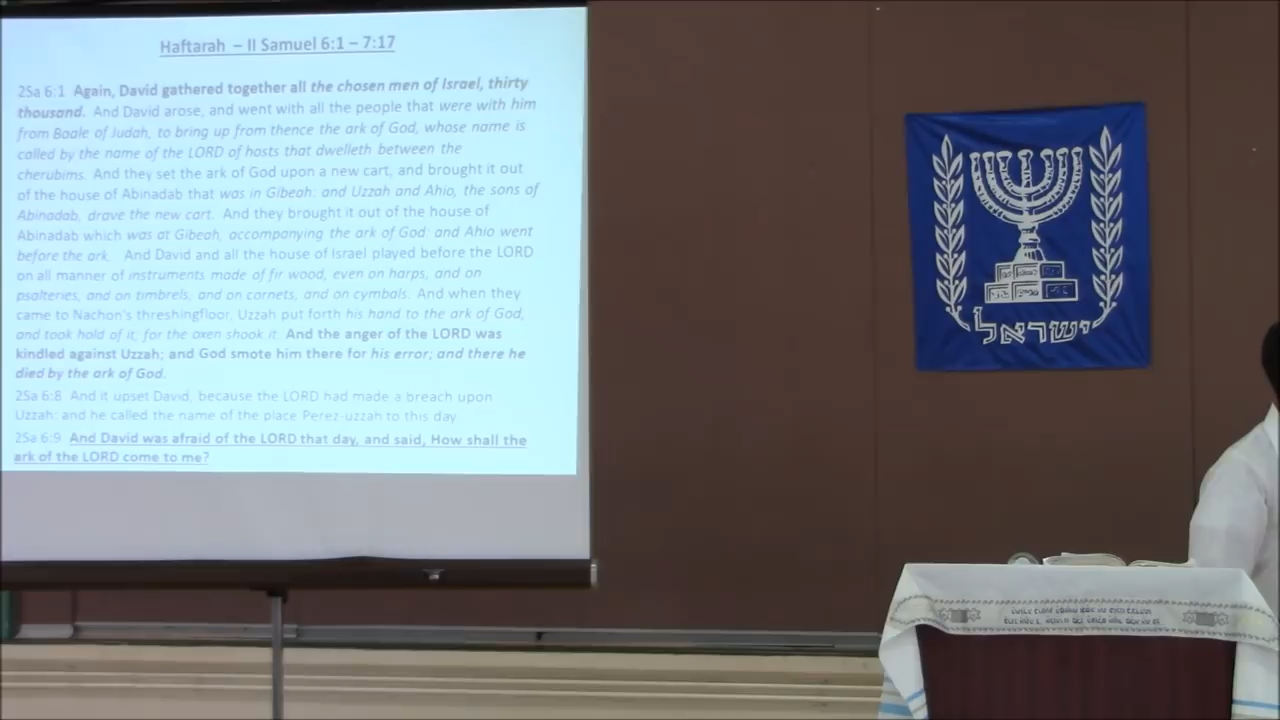 Haftarah – II Samuel 6:1 – 7:17
2Sa 6:1 Again, David gathered together all the chosen men of Israel, thirty
thousand. And David arose, and went with all the people that were with him
from Baale of Judah, to bring up from thence the ark of God, whose name is
called by the name of the LORD of hosts that dwelleth between the
cherubims. And they set the ark of God upon a new cart, and brought it out
of the house of Abinadab that was in Gibeah: and Uzzah and Ahio, the sons of
Abinadab, drave the new cart. And they brought it out of the house of
Abinadab which was at Gibeah, accompanying the ark of God: and Ahio went
before the ark. And David and all the house of Israel played before the LORD
on all manner of instruments made of fir wood, even on harps, and on
psalteries, and on timbrels, and on cornets, and on cymbals. And when they
came to Nachon's threshingfloor, Uzzah put forth his hand to the ark of God,
and took hold of it; for the oxen shook it. And the anger of the LORD was
kindled against Uzzah; and God smote him there for his error; and there he
died by the ark of God.
2Sa 6:8 And it upset David, because the LORD had made a breach upon
Uzzah: and he called the name of the place Perez-uzzah to this day
2Sa 6:9 And David was afraid of the LORD that day, and said, How shall the
ark of the LORD come to me?
ישראל